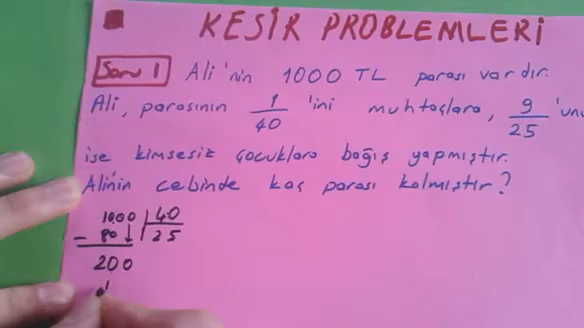 KESİR PROBLEMLERİ
Soru 1 Ali'nin 1000 TL parası vardır.
Ali, parasının 1/40 'ini muhtaçlara, 9/25 'unu
ise kimsesiz çocuklara bağış yapmıştır.
Ali'nin cebinde kaç parası kalmıştır?
1000 | 40
- 80 | 25
200